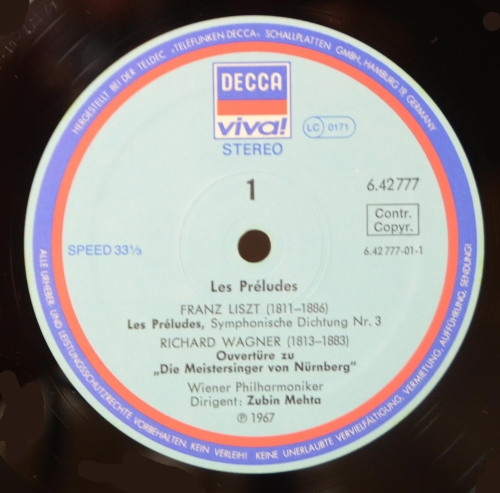 HERGESTELLT BEI DER TELDEC »TELEFUNKEN-DECCA« SCHALLPLATTEN GMBH, HAMBURG 19, GERMANY
DECCA
viva!
LC 0171
STEREO
1
6.42777
Contr.
Copyr.
SPEED 33⅓
6.42777-01-1
Les Préludes
FRANZ LISZT (1811–1886)
Les Préludes, Symphonische Dichtung Nr. 3
RICHARD WAGNER (1813–1883)
Ouvertüre zu
„Die Meistersinger von Nürnberg“
Wiener Philharmoniker
Dirigent: Zubin Mehta
℗ 1967
ALLE URHEBER- UND LEISTUNGSSCHUTZRECHTE VORBEHALTEN. KEIN VERLEIH! KEINE UNERLAUBTE VERVIELFÄLTIGUNG, VERMIETUNG, AUFFÜHRUNG, SENDUNG!